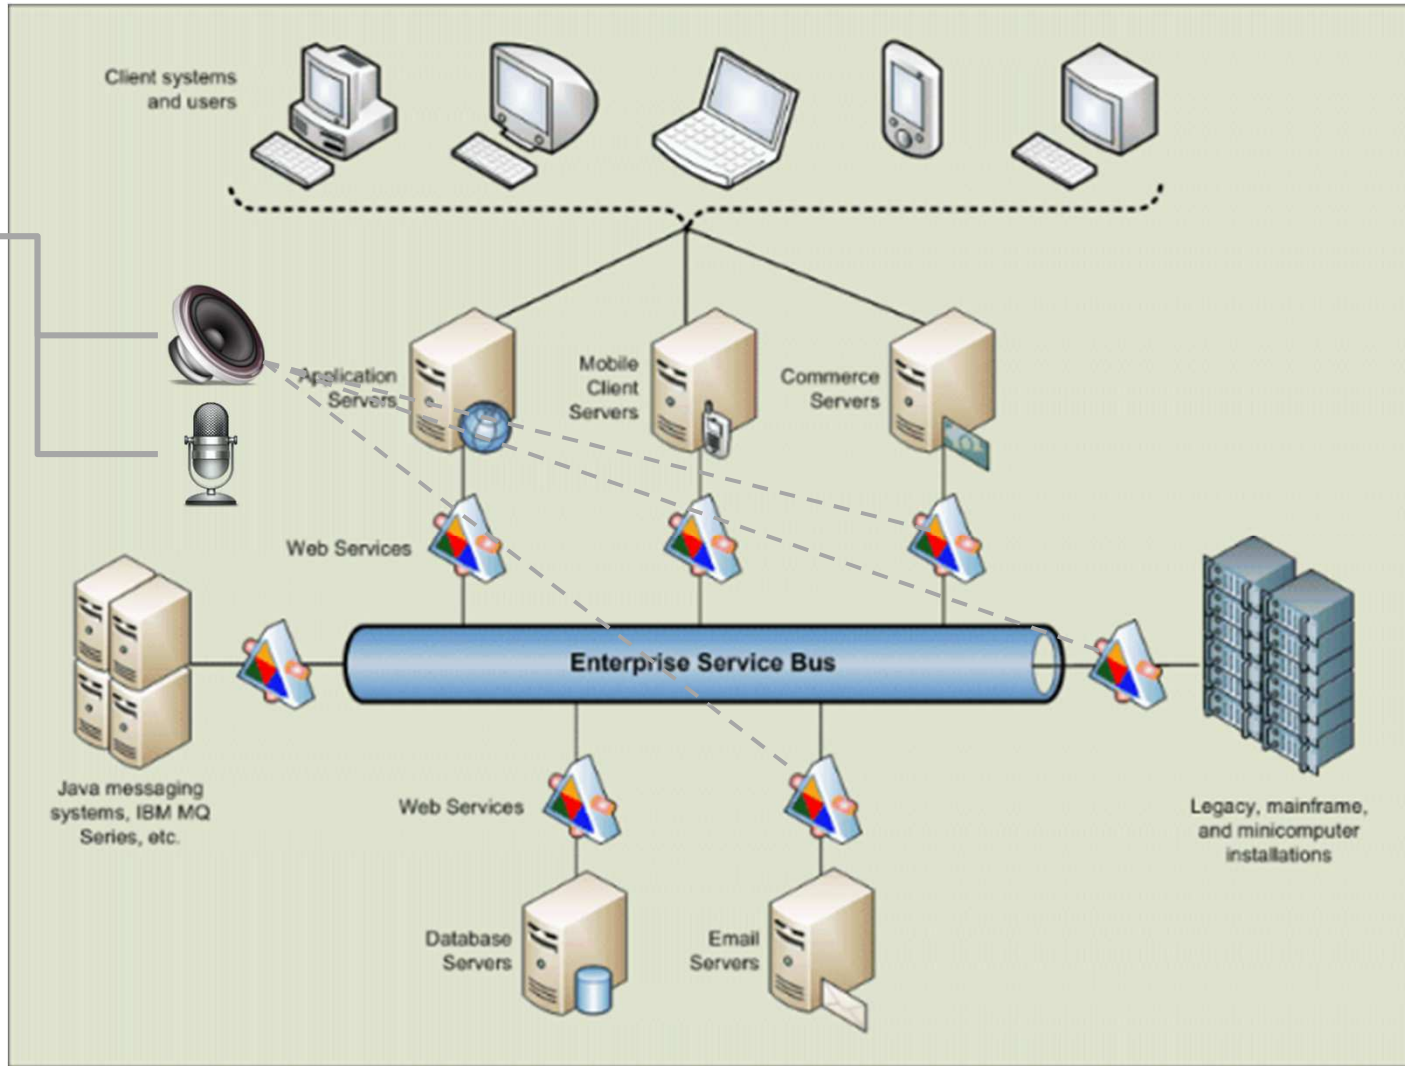 Client systems
and users
Application
Servers
Mobile
Client
Servers
Commerce
Servers
Web Services
Enterprise Service Bus
Java messaging
systems, IBM MQ
Series, etc.
Web Services
Legacy, mainframe,
and minicomputer
installations
Database
Servers
Email
Servers